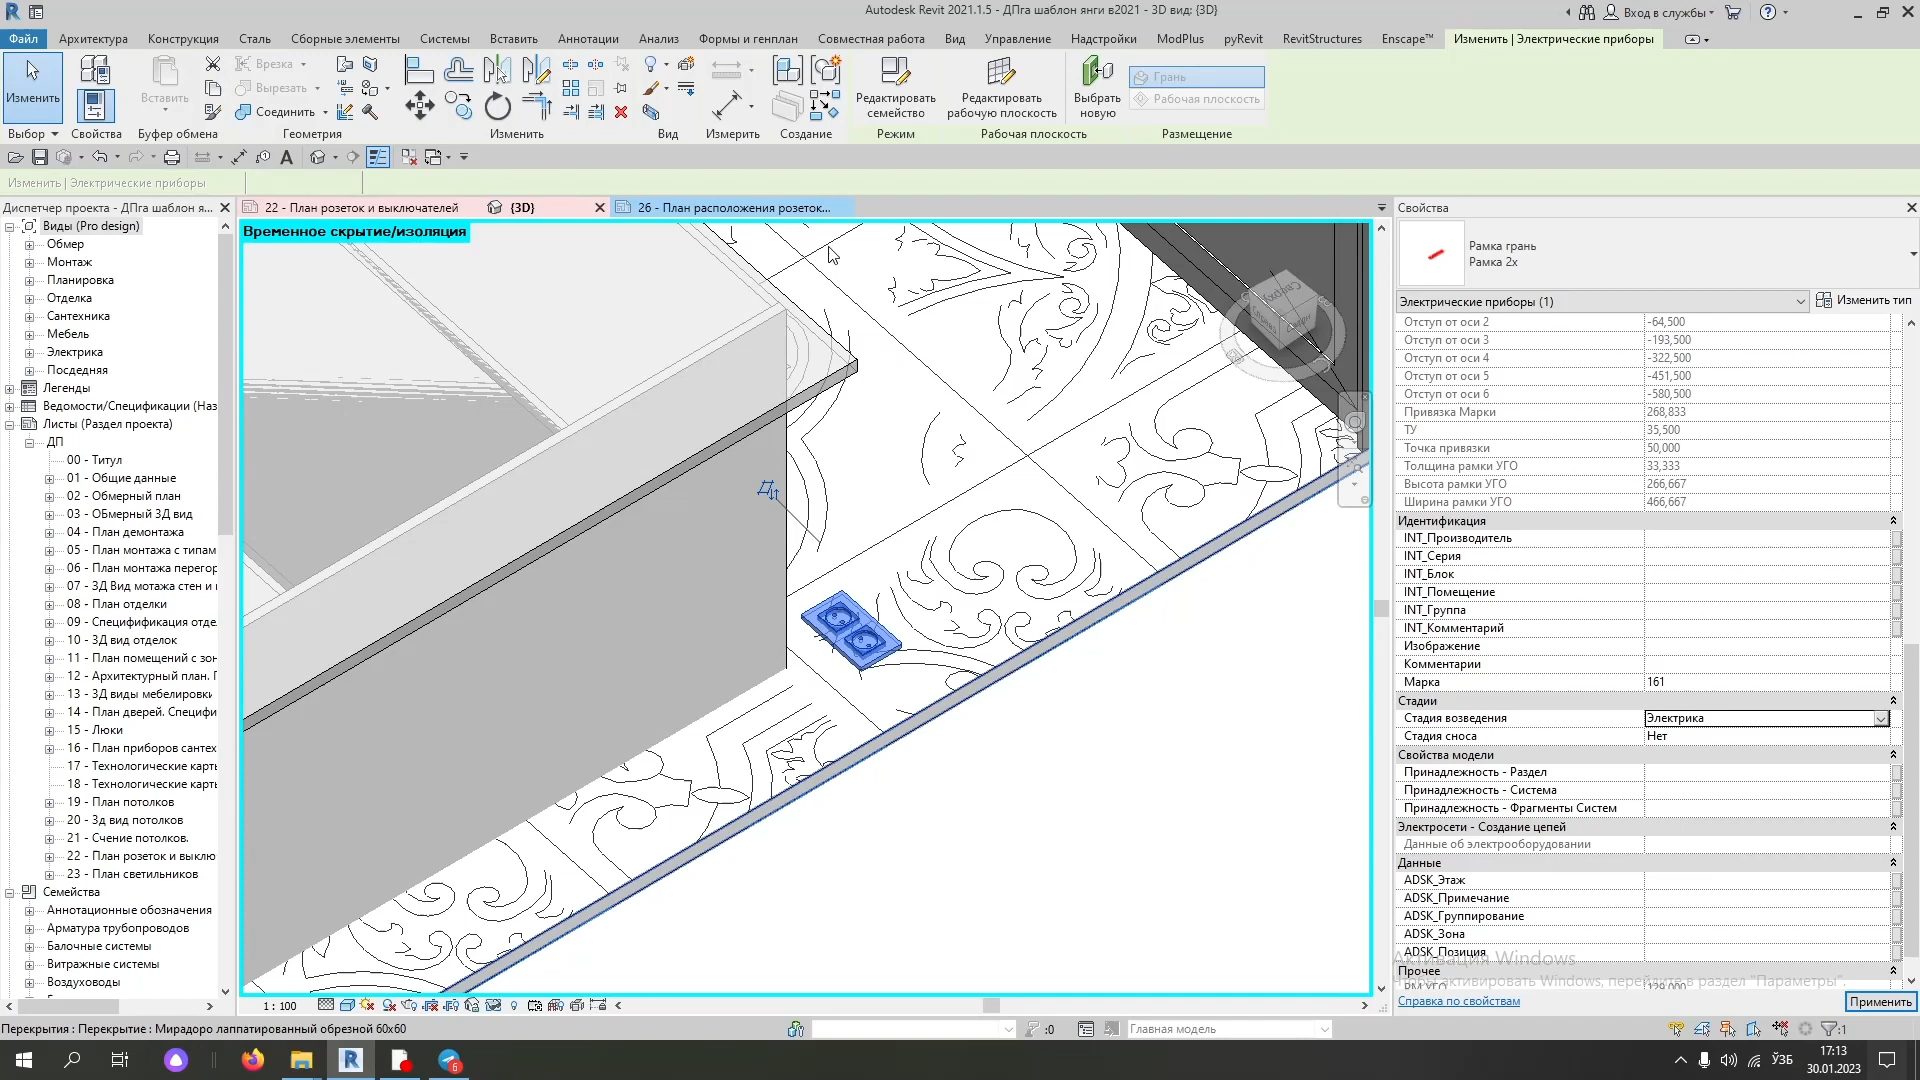 Autodesk Revit 2021.1.5 - ДПга шаблон янги в2021 - 3D вид: {3D}
Вход в службы
Файл
Архитектура
Конструкция
Сталь
Сборные элементы
Системы
Вставить
Аннотации
Анализ
Формы и генплан
Совместная работа
Вид
Управление
Надстройки
ModPlus
pyRevit
RevitStructures
Enscape™
Изменить | Электрические приборы
Изменить
Вставить
Врезка
Вырезать
Соединить
Редактировать
семейство
Редактировать
рабочую плоскость
Выбрать
новую
Грань
Рабочая плоскость
Выбор
Свойства
Буфер обмена
Геометрия
Изменить
Вид
Измерить
Создание
Режим
Рабочая плоскость
Размещение
Изменить | Электрические приборы
Диспетчер проекта - ДПга шаблон я...
22 - План розеток и выключателей
{3D}
26 - План расположения розеток...
Свойства
Виды (Pro design)
Обмер
Монтаж
Планировка
Отделка
Сантехника
Мебель
Электрика
Посдедняя
Легенды
Ведомости/Спецификации (Наз
Листы (Раздел проекта)
ДП
00 - Титул
01 - Общие данные
02 - Обмерный план
03 - ОБмерный 3Д вид
04 - План демонтажа
05 - План монтажа с типам
06 - План монтажа перегор
07 - 3Д Вид мотажа стен и
08 - План отделки
09 - Спецификация отде
10 - 3Д вид отделок
11 - План помещений с зон
12 - Архитектурный план. Г
13 - 3Д виды мебелировкь
14 - План дверей. Специфи
15 - Люки
16 - План приборов сантех
17 - Технологические карть
18 - Технологические карть
19 - План потолков
20 - 3д вид потолков
21 - Счение потолков.
22 - План розеток и выклю
23 - План светильников
Семейства
Аннотационные обозначения
Арматура трубопроводов
Балочные системы
Витражные системы
Воздуховоды
Временное скрытие/изоляция
Рамка грань
Рамка 2х
Электрические приборы (1)
Изменить тип
Отступ от оси 2 -64,500
Отступ от оси 3 -193,500
Отступ от оси 4 -322,500
Отступ от оси 5 -451,500
Отступ от оси 6 -580,500
Привязка Марки 268,833
ТУ 35,500
Точка привязки 50,000
Толщина рамки УГО 33,333
Высота рамки УГО 266,667
Ширина рамки УГО 466,667
Идентификация
INT_Производитель
INT_Серия
INT_Блок
INT_Помещение
INT_Группа
INT_Комментарий
Изображение
Комментарии
Марка 161
Стадии
Стадия возведения Электрика
Стадия сноса Нет
Свойства модели
Принадлежность - Раздел
Принадлежность - Система
Принадлежность - Фрагменты Систем
Электросети - Создание цепей
Данные об электрооборудовании
Данные
ADSK_Этаж
ADSK_Примечание
ADSK_Группирование
ADSK_Зона
ADSK_Позиция
Активация Windows
Прочее
Чтобы активировать Windows, перейдите в раздел "Параметры".
Справка по свойствам
Применить
1 : 100
Перекрытия : Перекрытие : Мирадоро лаппатированный обрезной 60x60
:0
Главная модель
:1
6
ЎЗБ
17:13
30.01.2023